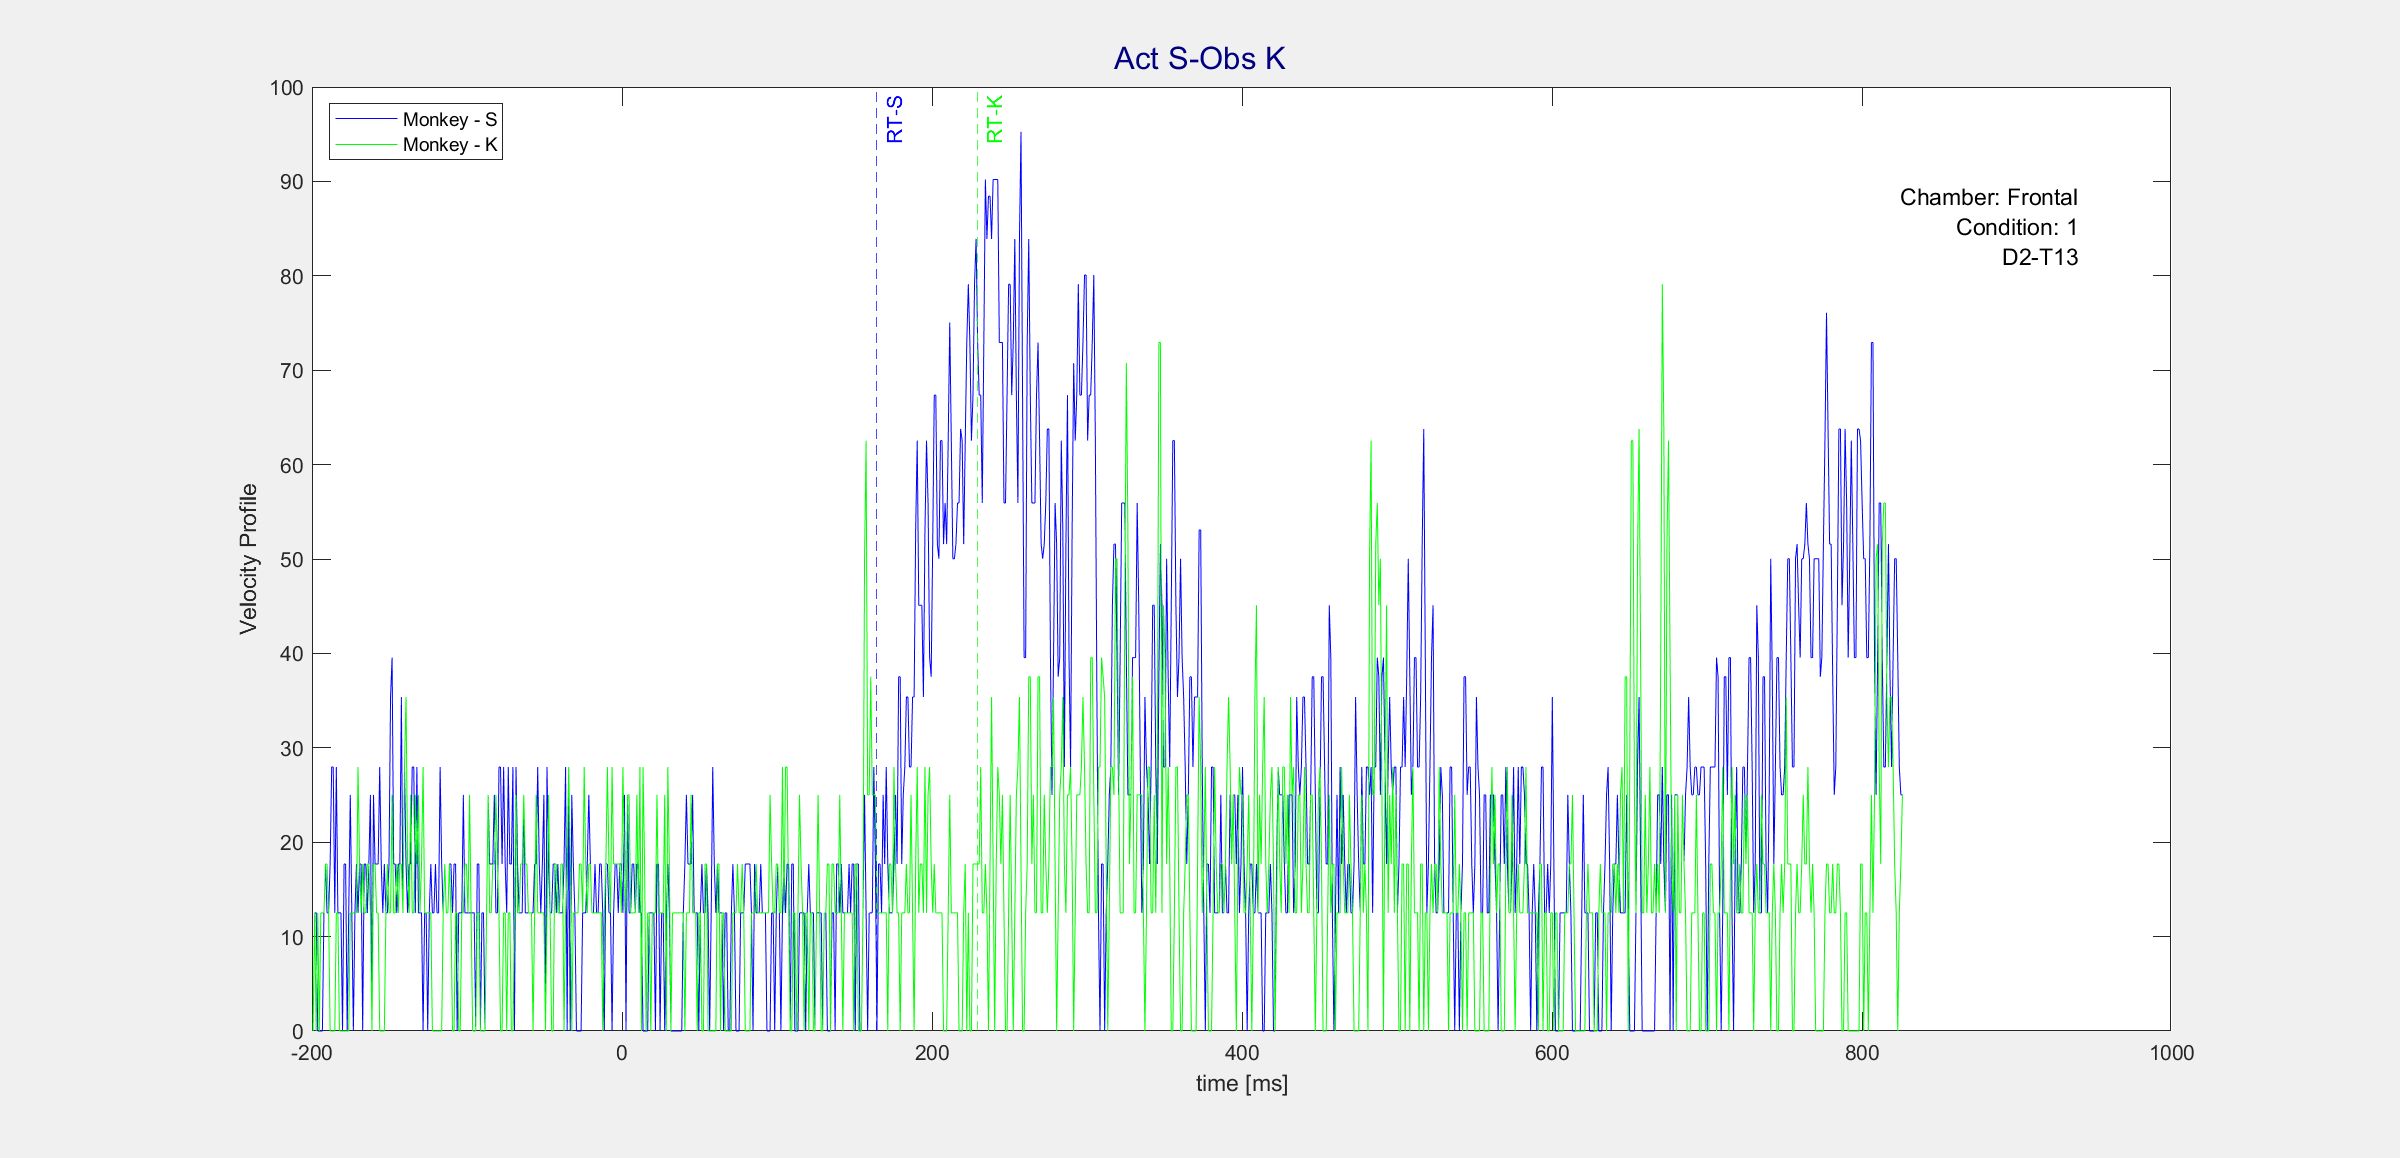 Act S-Obs K
Monkey - S
Monkey - K
RT-S
RT-K
Chamber: Frontal
Condition: 1
D2-T13
Velocity Profile
100
90
80
70
60
50
40
30
20
10
0
-200
0
200
400
600
800
1000
time [ms]